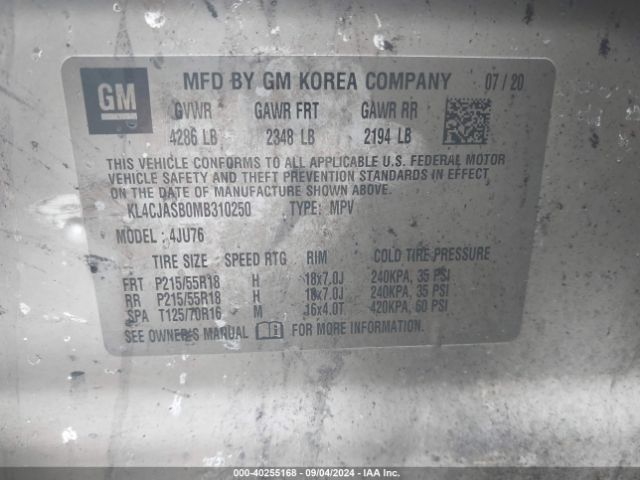 GM
MFD BY GM KOREA COMPANY 07/20
GVWR GAWR FRT GAWR RR
4286 LB 2348 LB 2194 LB
THIS VEHICLE CONFORMS TO ALL APPLICABLE U.S. FEDERAL MOTOR
VEHICLE SAFETY AND THEFT PREVENTION STANDARDS IN EFFECT
ON THE DATE OF MANUFACTURE SHOWN ABOVE.
KL4CJASB0MB310250 TYPE: MPV
MODEL: 4JU76
TIRE SIZE SPEED RTG RIM COLD TIRE PRESSURE
FRT P215/55R18 H 18x7.0J 240KPA, 35 PSI
RR P215/55R18 H 18x7.0J 240KPA, 35 PSI
SPA T125/70R16 M 16x4.0T 420KPA, 60 PSI
SEE OWNER'S MANUAL FOR MORE INFORMATION.
000-40255168 - 09/04/2024 - IAA Inc.